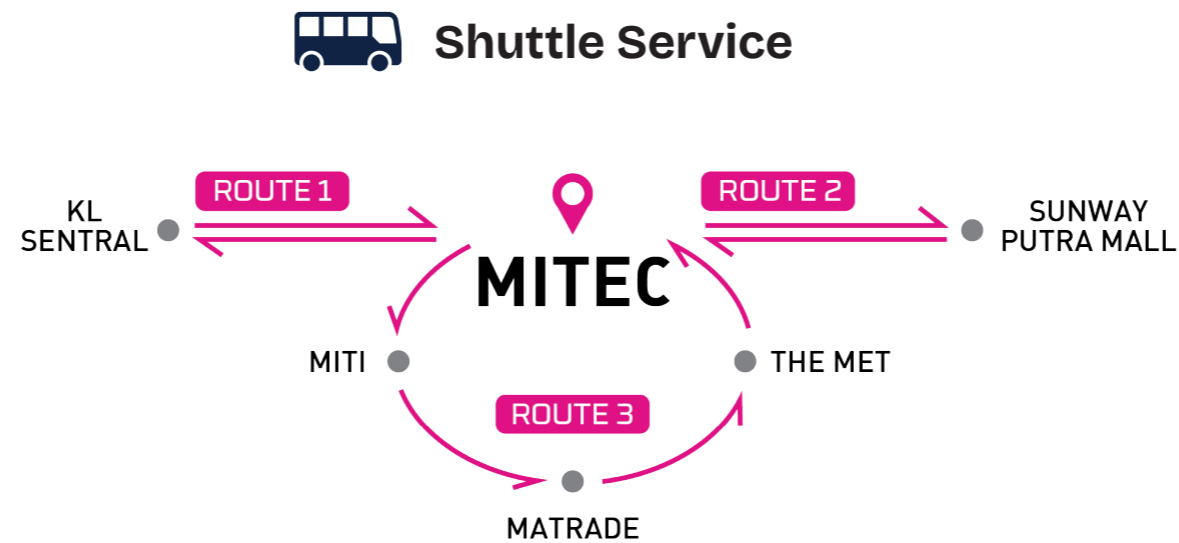 Shuttle Service
ROUTE 1
ROUTE 2
KL
SENTRAL
SUNWAY
PUTRA MALL
MITEC
MITI
THE MET
ROUTE 3
MATRADE